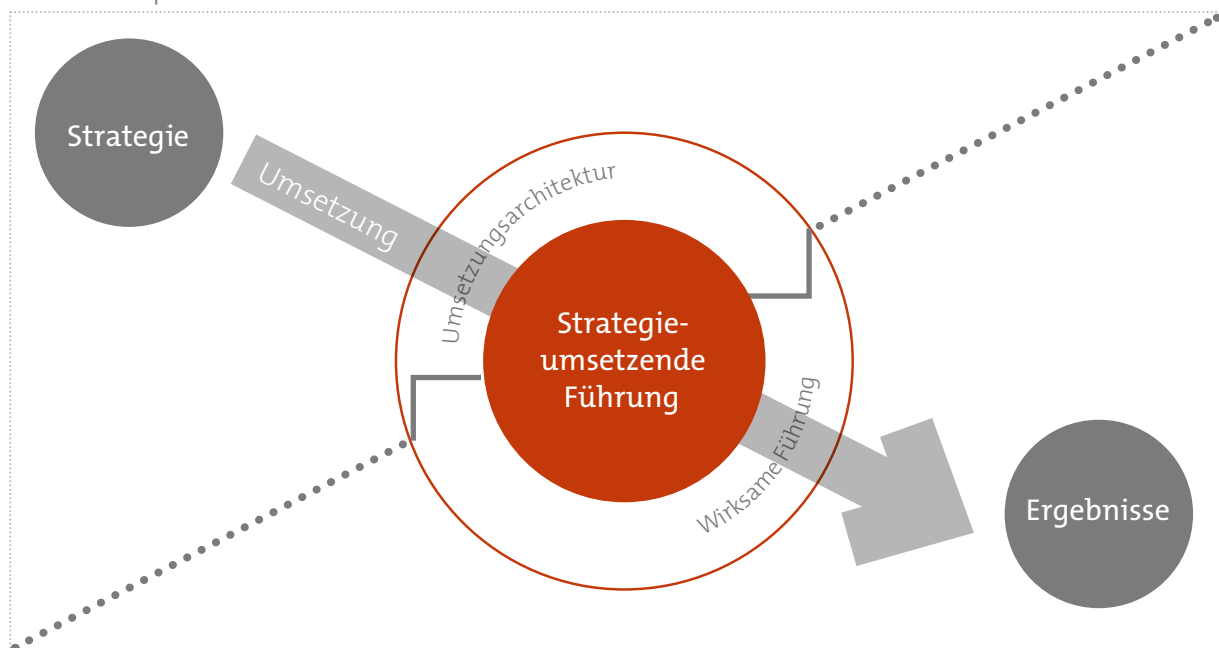 Strategie
Umsetzung
Umsetzungsarchitektur
Strategie-
umsetzende
Führung
Wirksame Führung
Ergebnisse